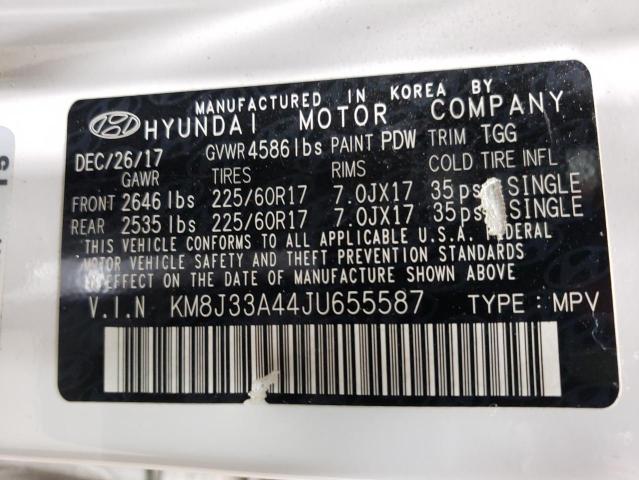 MANUFACTURED IN KOREA BY
HYUNDAI MOTOR COMPANY
DEC/26/17 GVWR 4586 lbs PAINT PDW TRIM TGG
GAWR TIRES RIMS COLD TIRE INFL
FRONT 2646 lbs 225/60R17 7.0JX17 35 psi SINGLE
REAR 2535 lbs 225/60R17 7.0JX17 35 psi SINGLE
THIS VEHICLE CONFORMS TO ALL APPLICABLE U.S.A. FEDERAL
MOTOR VEHICLE SAFETY AND THEFT PREVENTION STANDARDS
IN EFFECT ON THE DATE OF MANUFACTURE SHOWN ABOVE.
V.I.N KM8J33A44JU655587 TYPE: MPV